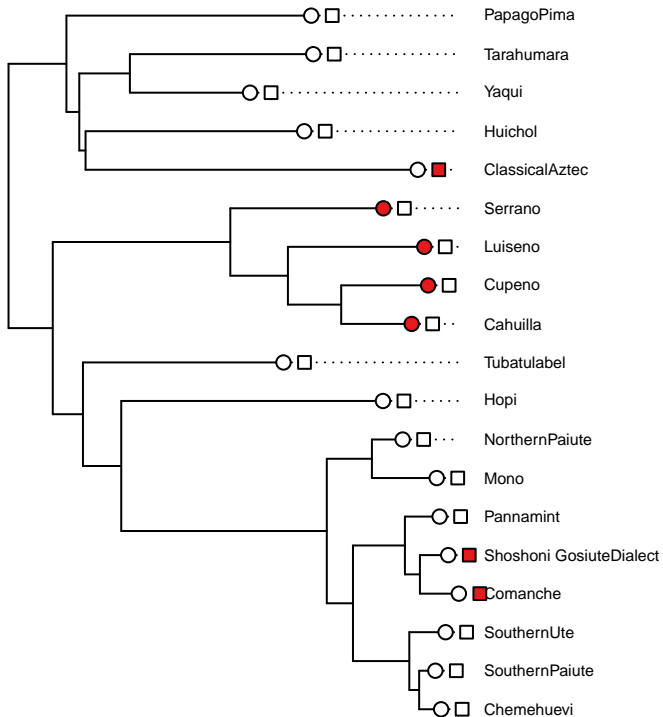 PapagoPima
Tarahumara
Yaqui
Huichol
ClassicalAztec
Serrano
Luiseno
Cupeno
Cahuilla
Tubatulabel
Hopi
NorthernPaiute
Mono
Pannamint
Shoshoni GosiuteDialect
Comanche
SouthernUte
SouthernPaiute
Chemehuevi